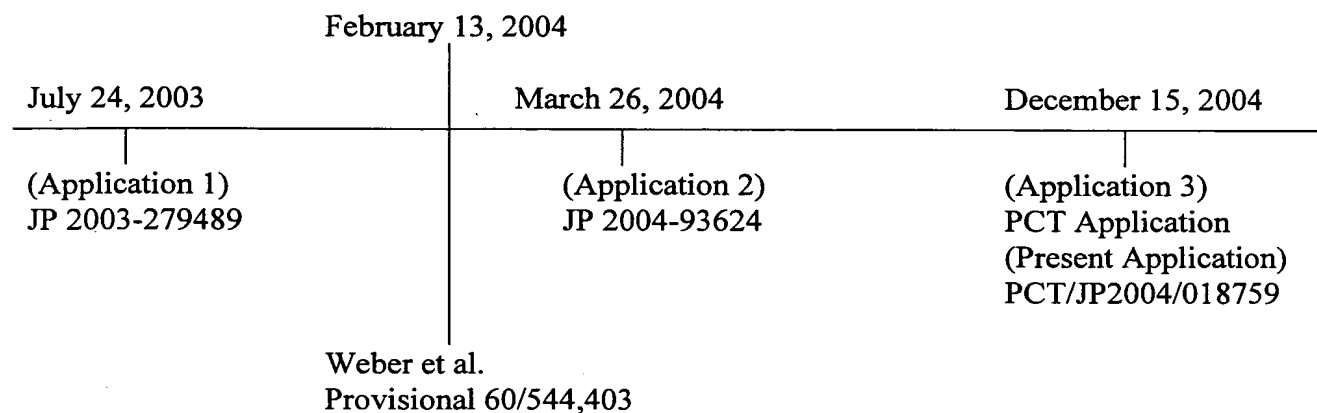 February 13, 2004
July 24, 2003
March 26, 2004
December 15, 2004
(Application 1)
JP 2003-279489
(Application 2)
JP 2004-93624
(Application 3)
PCT Application
(Present Application)
PCT/JP2004/018759
Weber et al.
Provisional 60/544,403